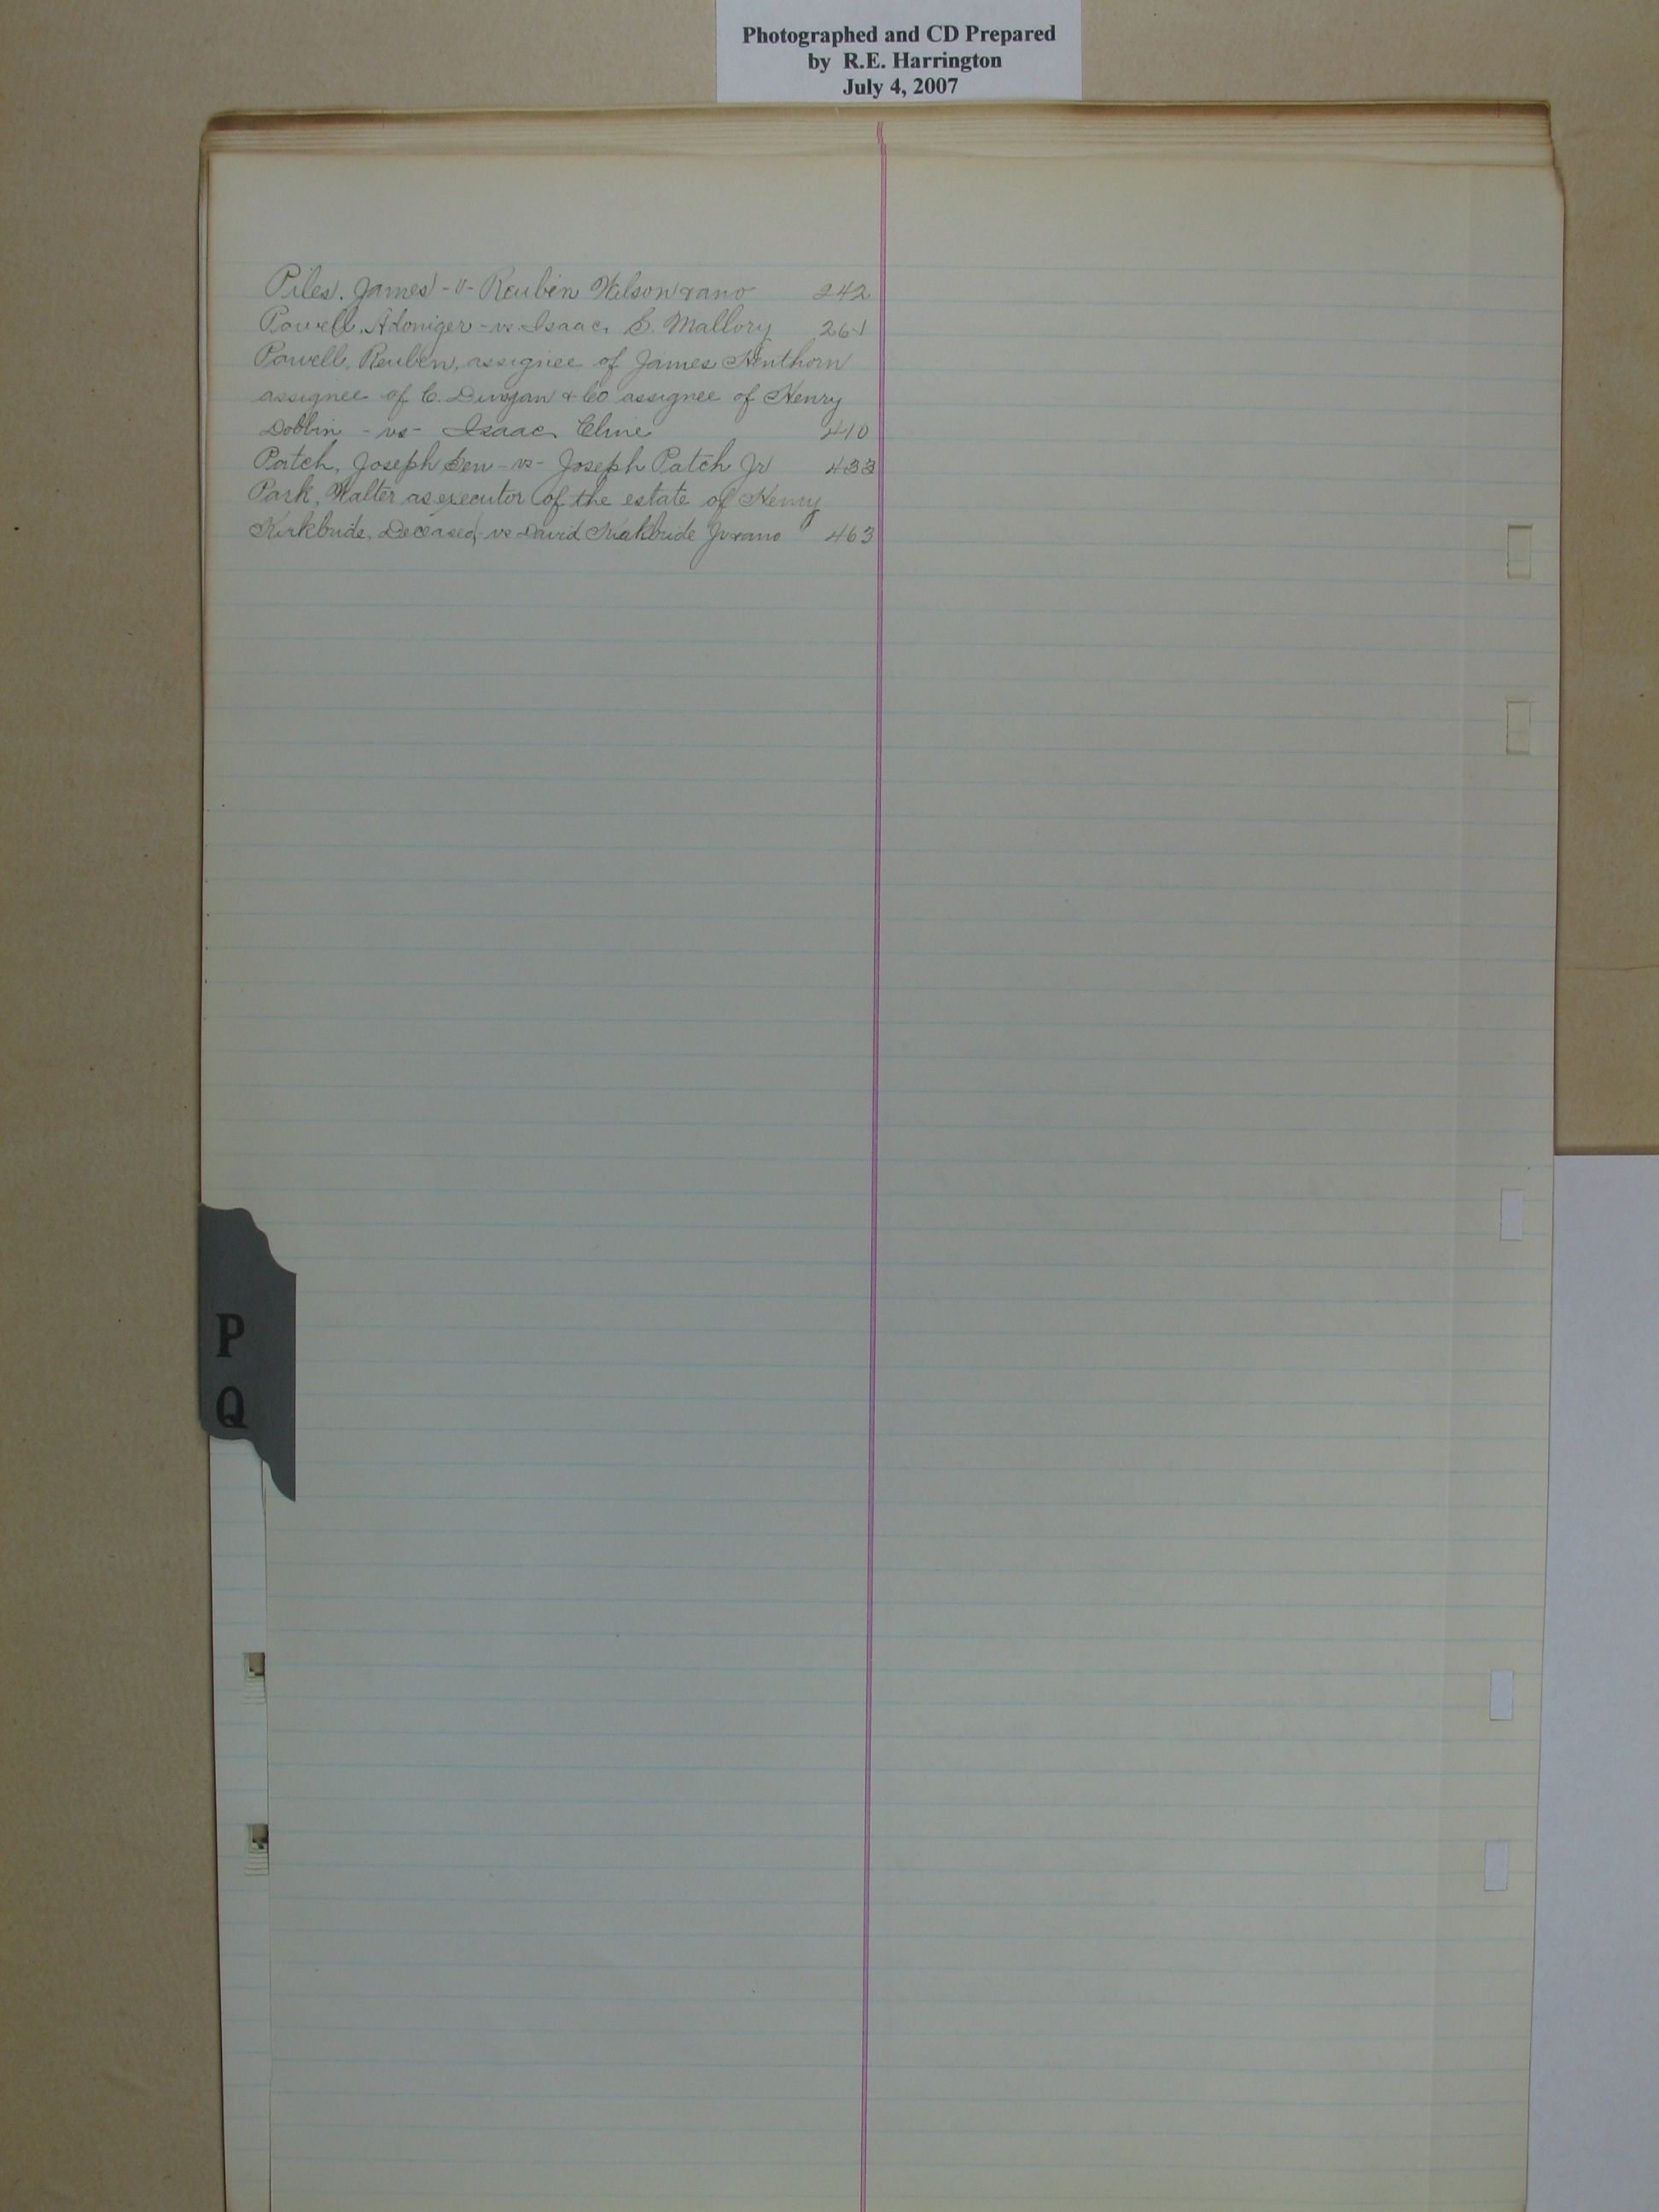 Photographed and CD Prepared
by R.E. Harrington
July 4, 2007
Piles, James - v - Reuben Wilson & ano 242
Powell, Adoniger - vs - Isaac S. Mallory 261
Powell, Reuben, assignee of James Henthorn
assignee of C. Dungan & Co assignee of Henry
Dobbin - vs - Isaac Cline 410
Patch, Joseph Sen - vs - Joseph Patch Jr 433
Park, Walter as executor of the estate of Henry
Kirkbride, Deceased, - vs David Kirkbride Jr & ano 463
P
Q